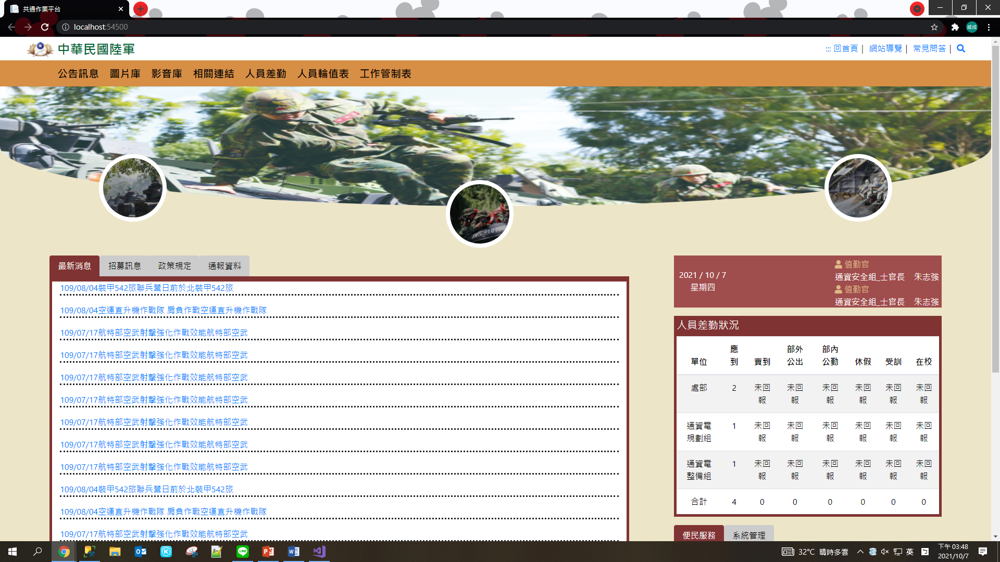 共通作業平台
localhost:54500
威成
中華民國陸軍
::: 回首頁 | 網站導覽 | 常見問答 |
公告訊息 圖片庫 影音庫 相關連結 人員差勤 人員輪值表 工作管制表
SWTC-1010
最新消息 招募訊息 政策規定 通報資料
109/08/04裝甲542旅聯兵營日前於北裝甲542旅
109/08/04空運直升機作戰隊 肩負作戰空運直升機作戰隊
109/07/17航特部空武射擊強化作戰效能航特部空武
109/07/17航特部空武射擊強化作戰效能航特部空武
109/07/17航特部空武射擊強化作戰效能航特部空武
109/07/17航特部空武射擊強化作戰效能航特部空武
109/07/17航特部空武射擊強化作戰效能航特部空武
109/07/17航特部空武射擊強化作戰效能航特部空武
109/07/17航特部空武射擊強化作戰效能航特部空武
109/08/04裝甲542旅聯兵營日前於北裝甲542旅
109/08/04空運直升機作戰隊 肩負作戰空運直升機作戰隊
109/07/17航特部空武射擊強化作戰效能航特部空武
2021 / 10 / 7
星期四
值勤官
通資安全組_士官長 朱志強
值勤官
通資安全組_士官長 朱志強
人員差勤狀況
單位 應到 實到 部外公出 部內公勤 休假 受訓 在校
處部 2 未回報 未回報 未回報 未回報 未回報 未回報
通資電規劃組 1 未回報 未回報 未回報 未回報 未回報 未回報
通資電整備組 1 未回報 未回報 未回報 未回報 未回報 未回報
合計 4 0 0 0 0 0 0
便民服務 系統管理
32°C 晴時多雲
英
下午 03:48
2021/10/7